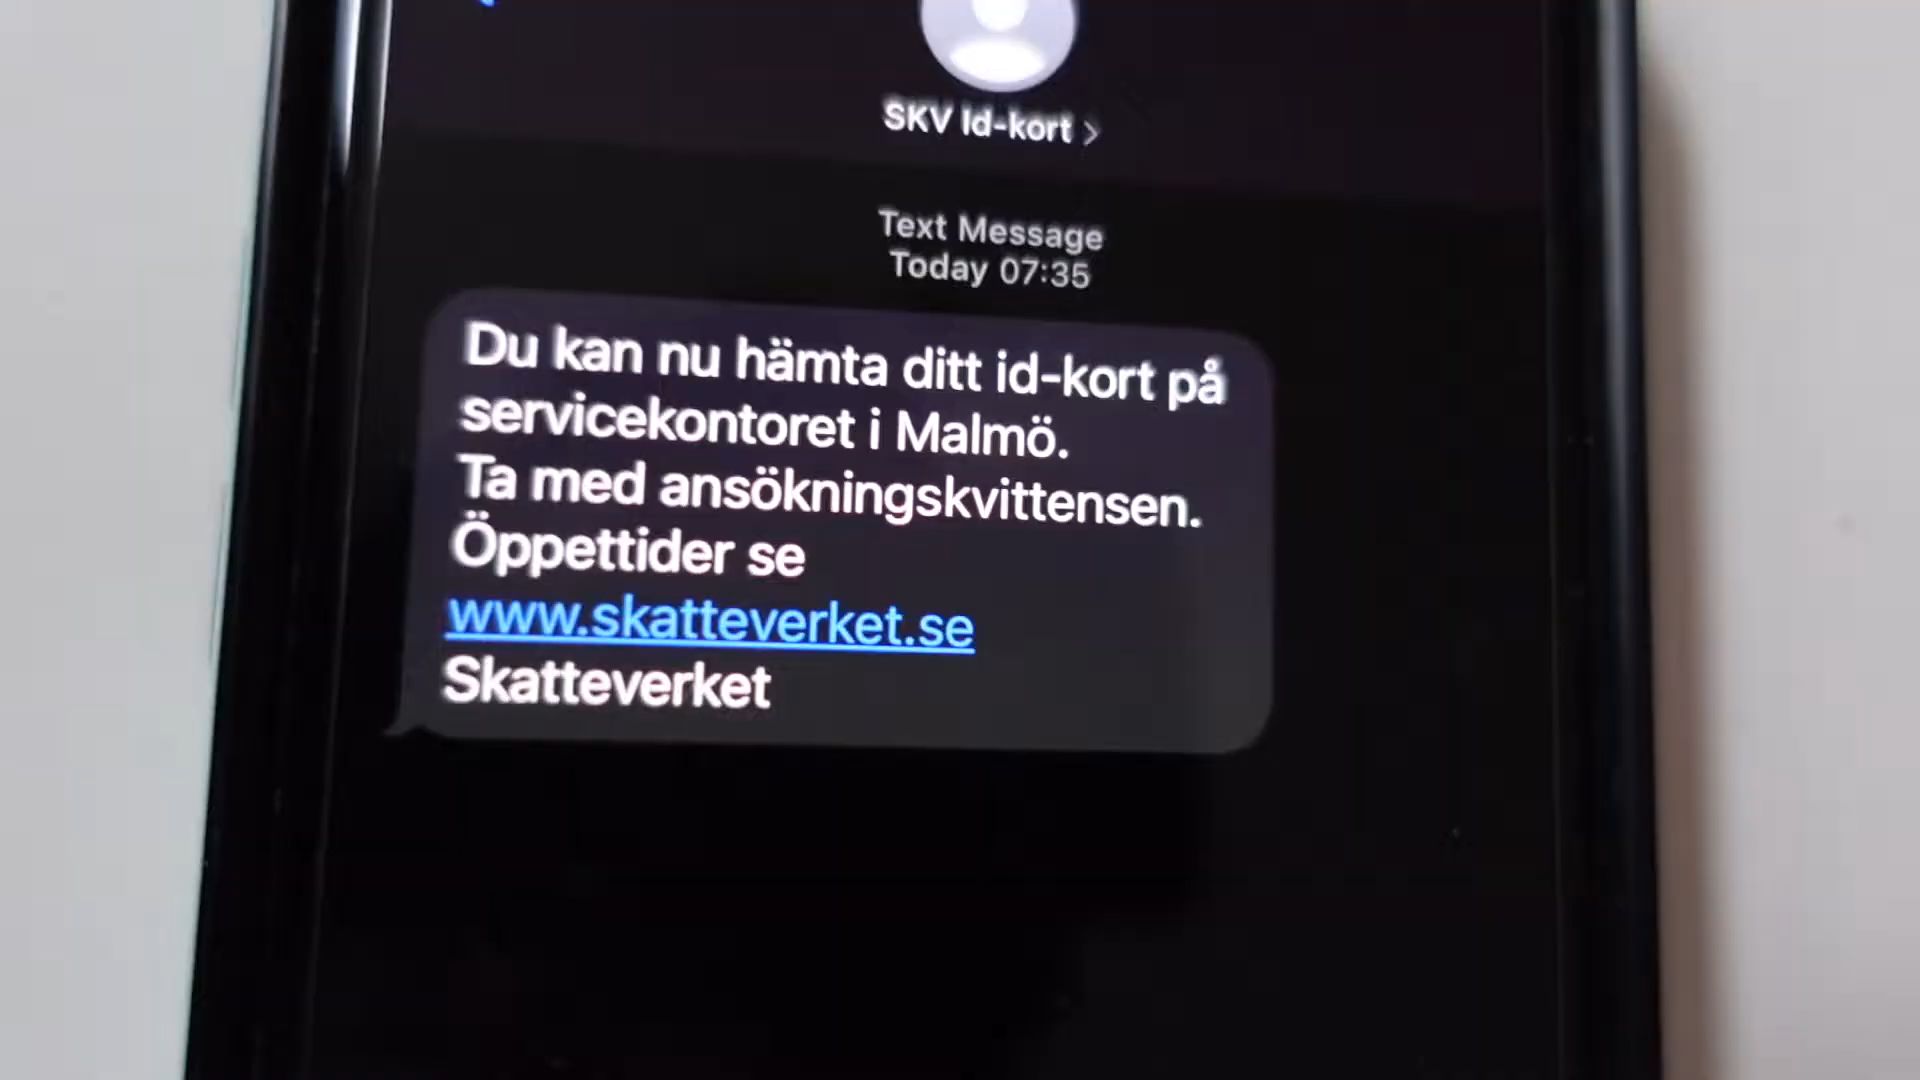 SKV Id-kort >
Text Message
Today 07:35
Du kan nu hämta ditt id-kort på
servicekontoret i Malmö.
Ta med ansökningskvittensen.
Öppettider se
www.skatteverket.se
Skatteverket